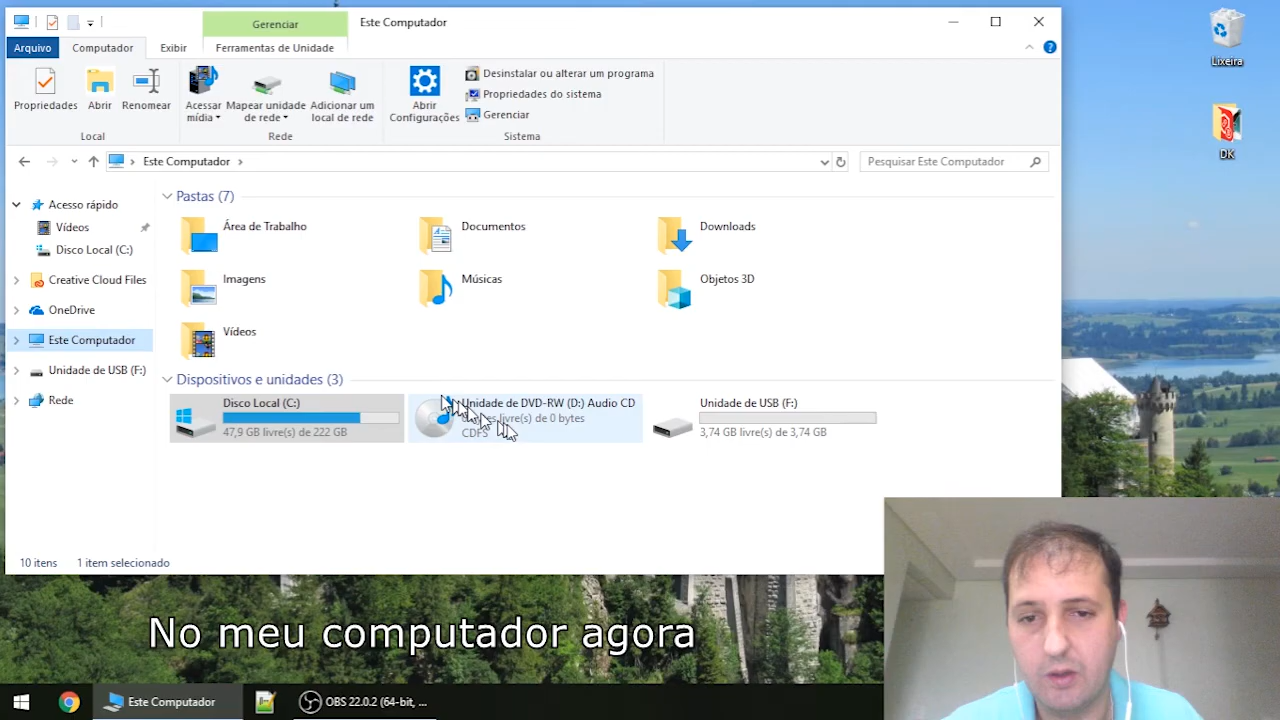 Gerenciar
Este Computador
Arquivo
Computador
Exibir
Ferramentas de Unidade
Propriedades
Abrir
Renomear
Acessar
mídia
Mapear unidade
de rede
Adicionar um
local de rede
Abrir
Configurações
Desinstalar ou alterar um programa
Propriedades do sistema
Gerenciar
Local
Rede
Sistema
Este Computador
Pesquisar Este Computador
Acesso rápido
Vídeos
Disco Local (C:)
Creative Cloud Files
OneDrive
Este Computador
Unidade de USB (F:)
Rede
Pastas (7)
Área de Trabalho
Documentos
Downloads
Imagens
Músicas
Objetos 3D
Vídeos
Dispositivos e unidades (3)
Disco Local (C:)
47,9 GB livre(s) de 222 GB
Unidade de DVD-RW (D:) Audio CD
livre(s) de 0 bytes
CDFS
Unidade de USB (F:)
3,74 GB livre(s) de 3,74 GB
10 itens
1 item selecionado
Lixeira
DK
No meu computador agora
Este Computador
OBS 22.0.2 (64-bit, ...